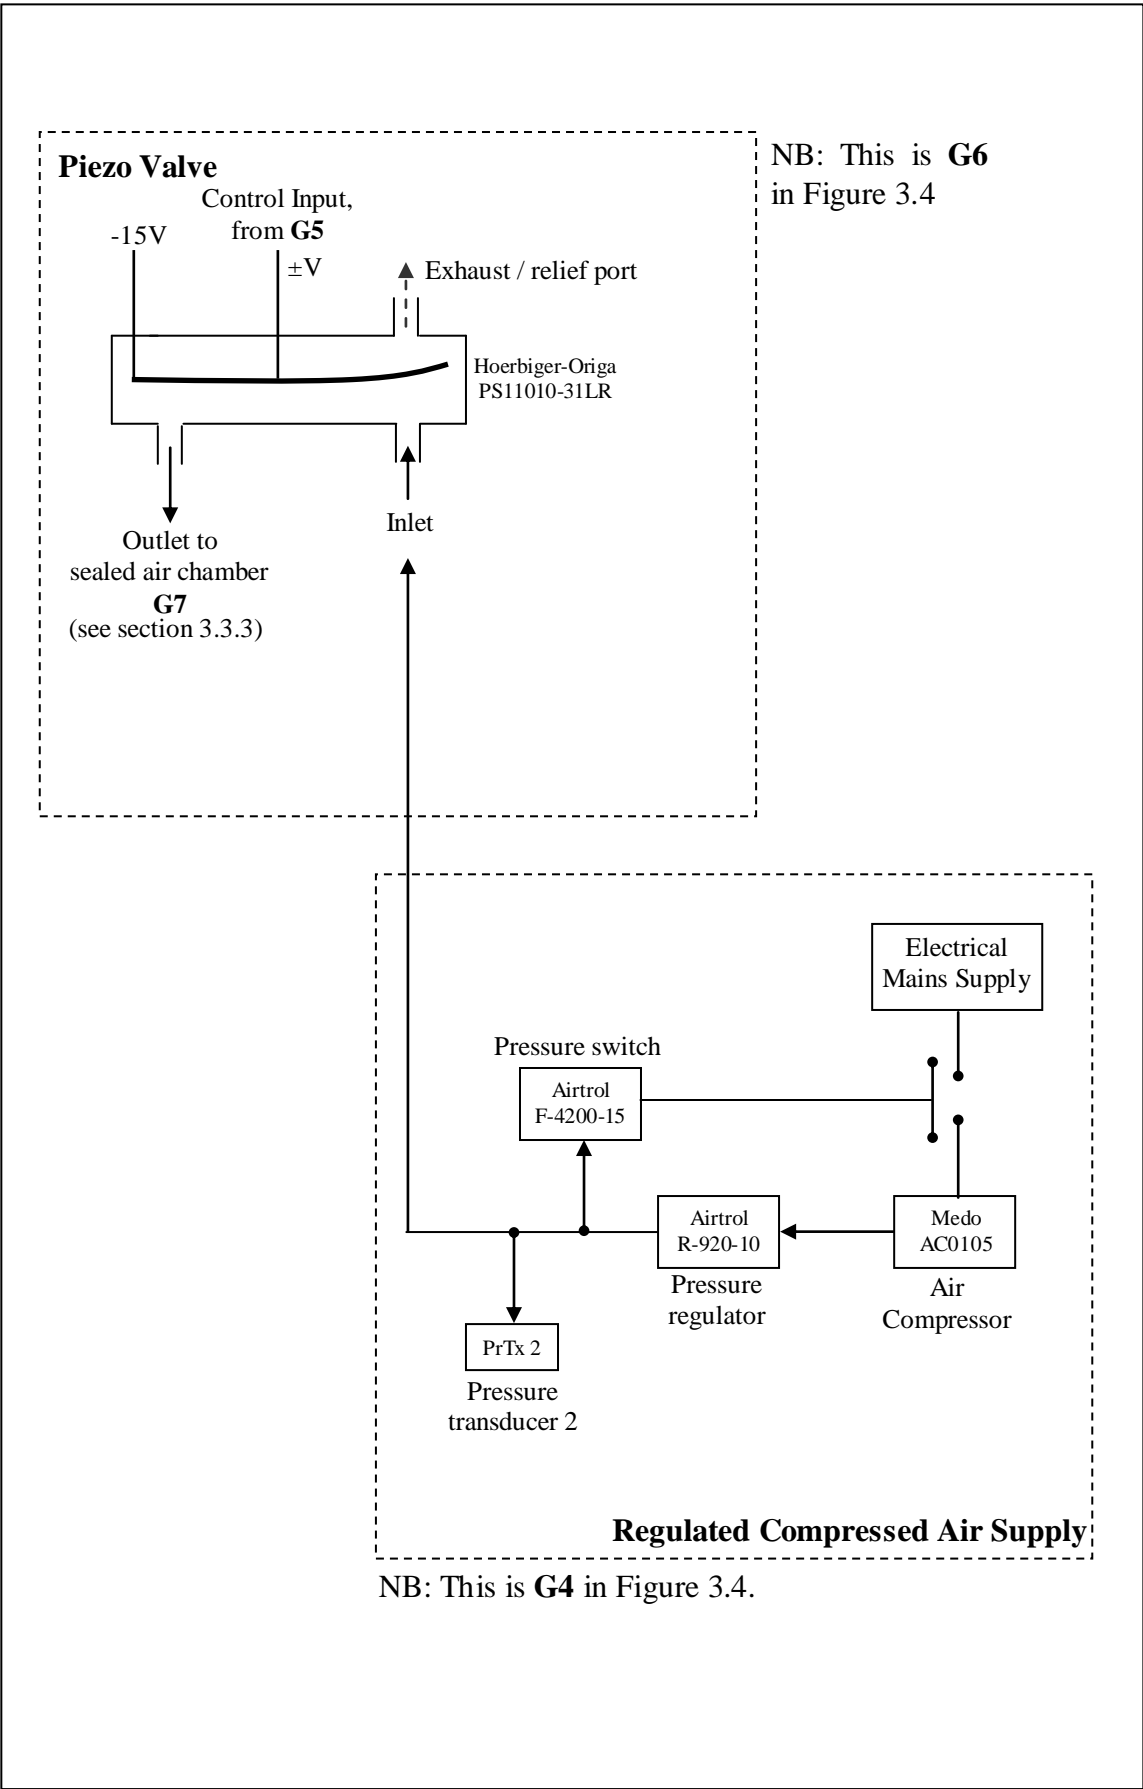 Piezo Valve
NB: This is G6
in Figure 3.4
Control Input,
from G5
-15V
±V
Exhaust / relief port
Hoerbiger-Origa
PS11010-31LR
Inlet
Outlet to
sealed air chamber
G7
(see section 3.3.3)
Electrical
Mains Supply
Pressure switch
Airtrol
F-4200-15
Airtrol
R-920-10
Pressure
regulator
Medo
AC0105
Air
Compressor
PrTx 2
Pressure
transducer 2
Regulated Compressed Air Supply
NB: This is G4 in Figure 3.4.